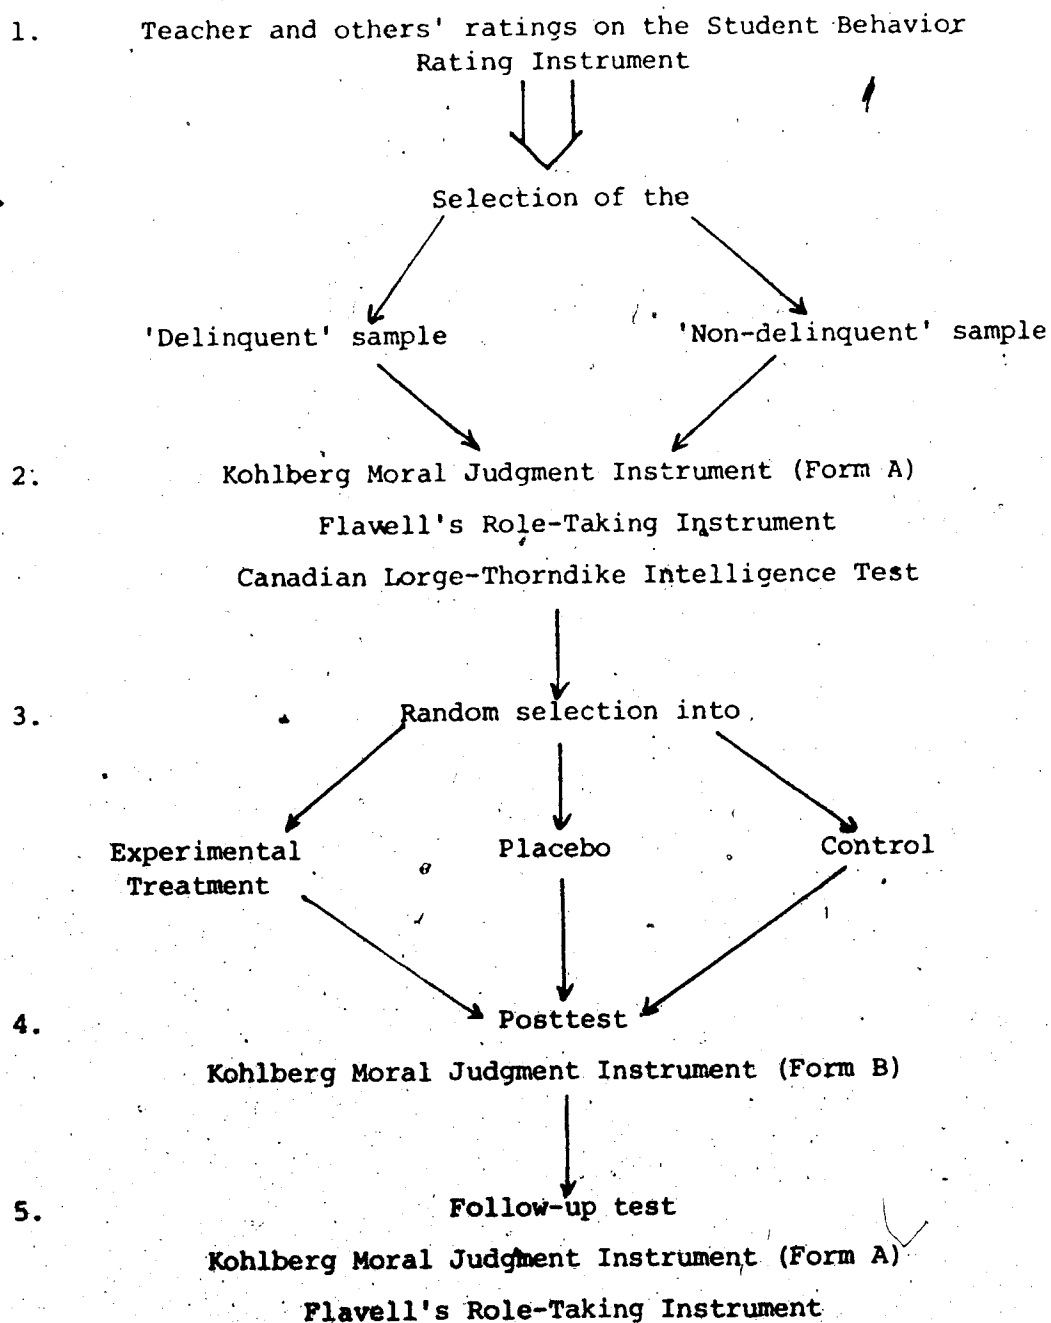 1. Teacher and others' ratings on the Student Behavior
Rating Instrument
Selection of the
'Delinquent' sample 'Non-delinquent' sample
2. Kohlberg Moral Judgment Instrument (Form A)
Flavell's Role-Taking Instrument
Canadian Lorge-Thorndike Intelligence Test
3. Random selection into
Experimental Placebo Control
Treatment
4. Posttest
Kohlberg Moral Judgment Instrument (Form B)
5. Follow-up test
Kohlberg Moral Judgment Instrument (Form A)
Flavell's Role-Taking Instrument